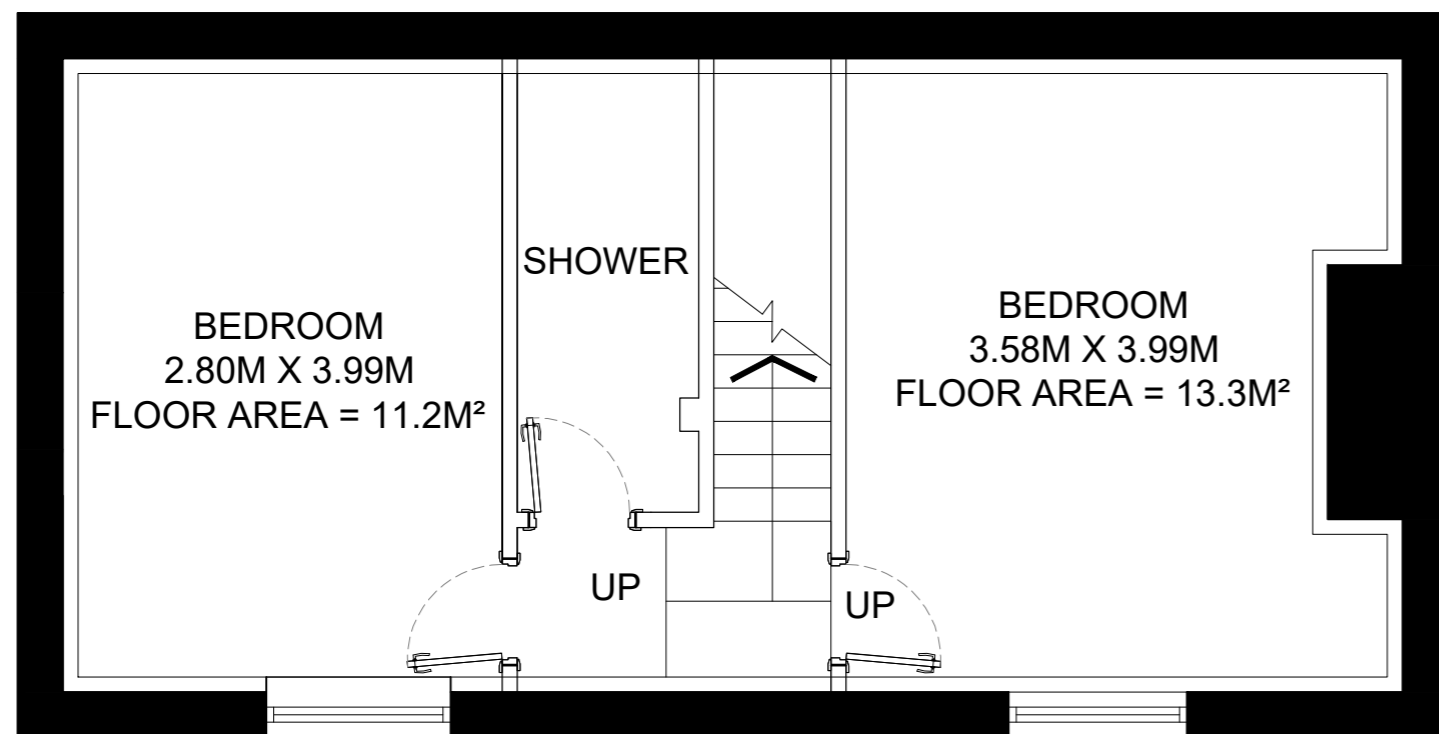 BEDROOM
2.80M X 3.99M
FLOOR AREA = 11.2M²
SHOWER
UP
UP
BEDROOM
3.58M X 3.99M
FLOOR AREA = 13.3M²